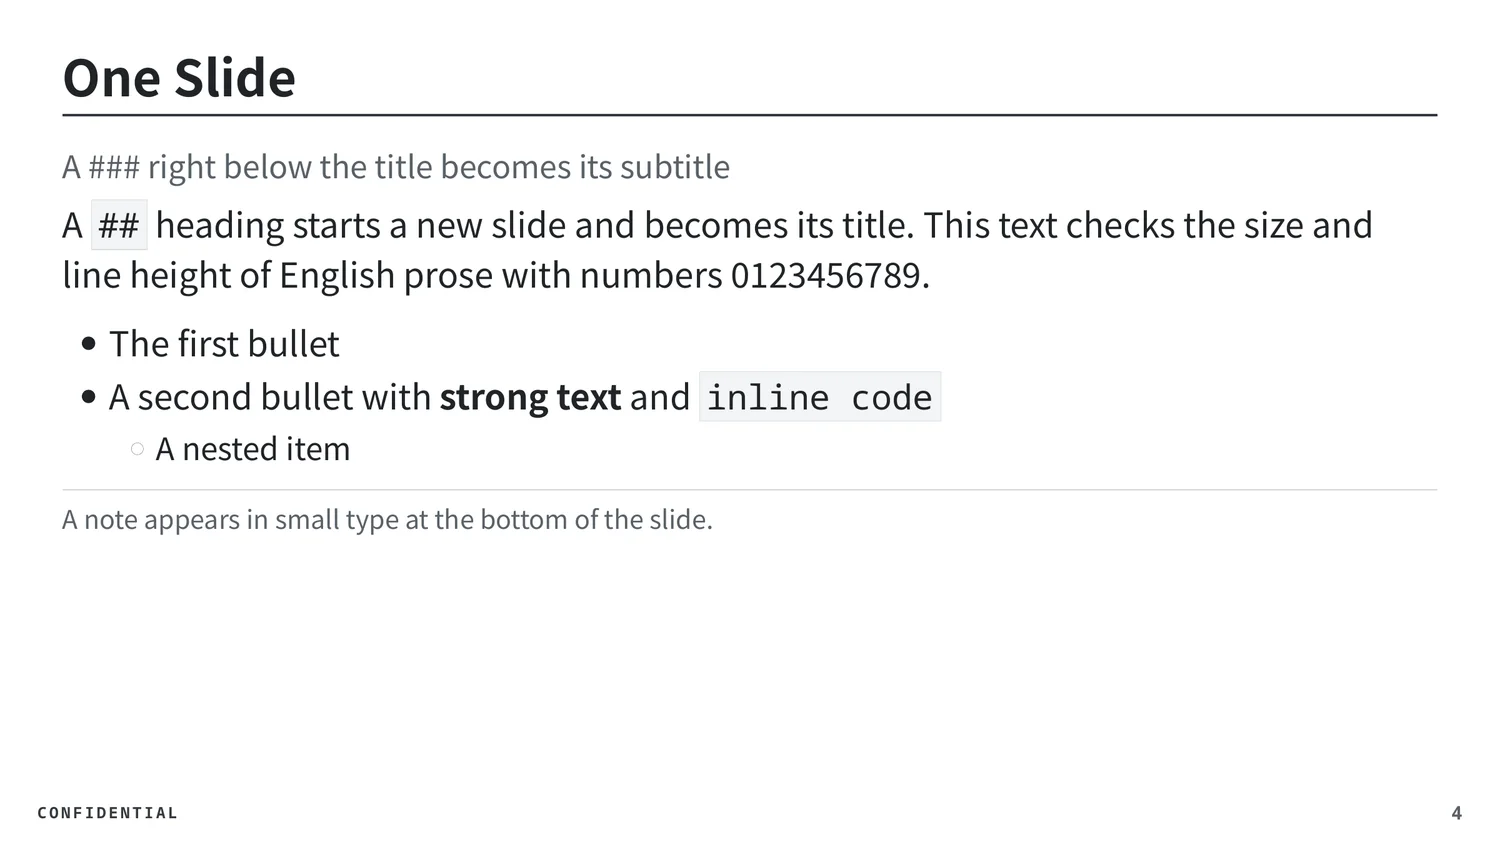 One Slide
A ### right below the title becomes its subtitle
A ## heading starts a new slide and becomes its title. This text checks the size and
line height of English prose with numbers 0123456789.
• The first bullet
• A second bullet with strong text and inline code
○ A nested item
A note appears in small type at the bottom of the slide.
CONFIDENTIAL
4